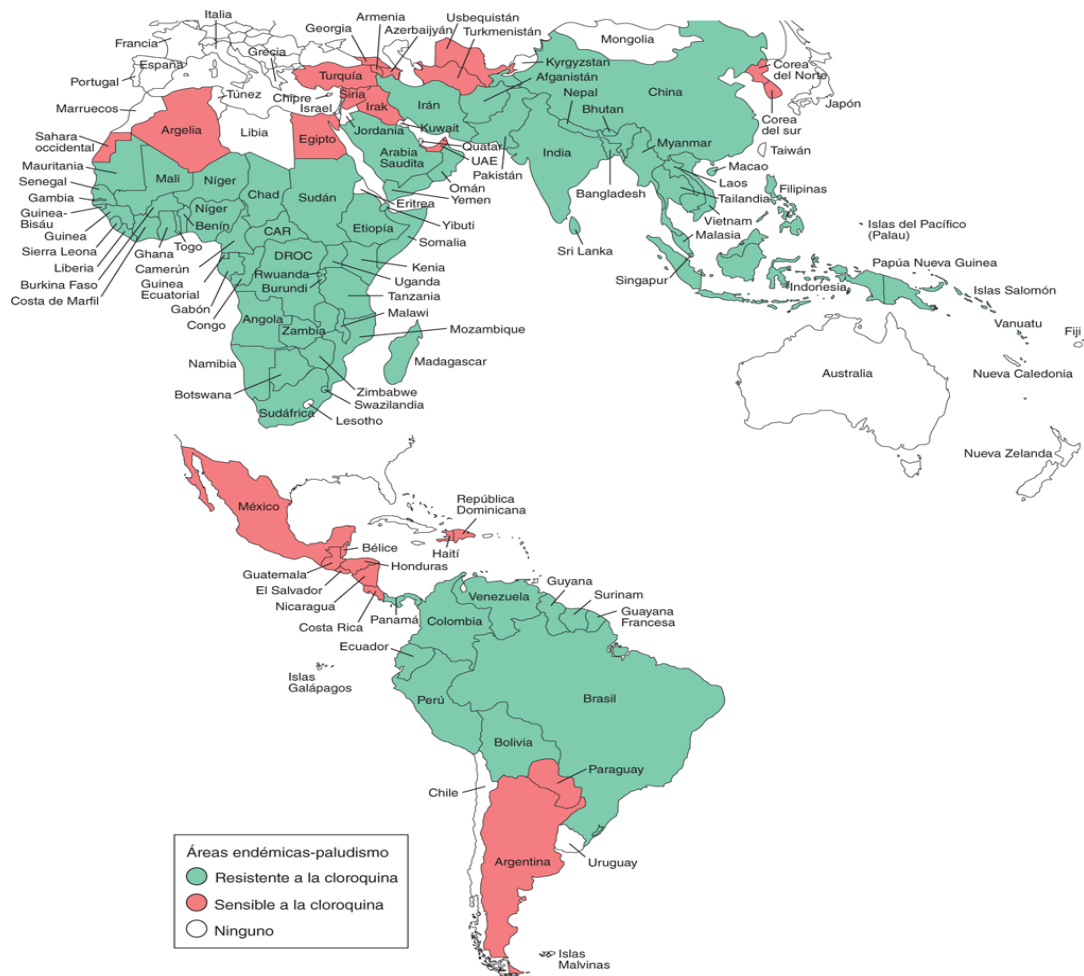 Italia
Francia
España
Portugal
Grecia
Marruecos
Túnez
Chipre
Israel
Georgia
Armenia
Azerbaijyán
Usbequistán
Turkmenistán
Turquía
Siria
Irak
Irán
Jordania
Kuwait
Arabia
Saudita
Quatar
UAE
Pakistán
Omán
Yemen
Mongolia
Kyrgyzstan
Afganistán
Nepal
Bhutan
China
India
Bangladesh
Myanmar
Macao
Laos
Tailandia
Vietnam
Malasia
Sri Lanka
Singapur
Indonesia
Filipinas
Corea
del Norte
Corea
del sur
Japón
Taiwán
Islas del Pacífico
(Palau)
Papúa Nueva Guinea
Islas Salomón
Vanuatu
Fiji
Nueva Caledonia
Australia
Nueva Zelanda
Sahara
occidental
Argelia
Libia
Egipto
Mauritania
Senegal
Gambia
Guinea-
Bisáu
Guinea
Sierra Leona
Liberia
Burkina Faso
Costa de Marfil
Mali
Níger
Chad
Sudán
Eritrea
Yibuti
Níger
Benín
Togo
Ghana
Camerún
Guinea
Ecuatorial
Gabón
Congo
CAR
Etiopía
Somalia
DROC
Rwuanda
Burundi
Kenia
Uganda
Tanzania
Malawi
Angola
Zambia
Mozambique
Namibia
Madagascar
Botswana
Zimbabwe
Swazilandia
Sudáfrica
Lesotho
México
República
Dominicana
Haití
Bélice
Honduras
Guatemala
El Salvador
Nicaragua
Costa Rica
Panamá
Venezuela
Guyana
Surinam
Guayana
Francesa
Colombia
Ecuador
Islas
Galápagos
Perú
Brasil
Bolivia
Paraguay
Chile
Argentina
Uruguay
Islas
Malvinas
Áreas endémicas-paludismo
Resistente a la cloroquina
Sensible a la cloroquina
Ninguno